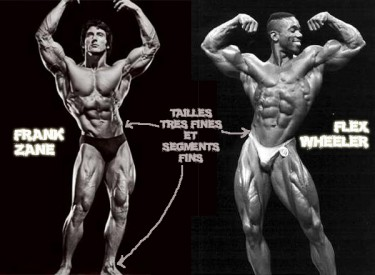 FRANK
ZANE
TAILLES
TRES FINES
ET
SEGMENTS
FINS
FLEX
WHEELER